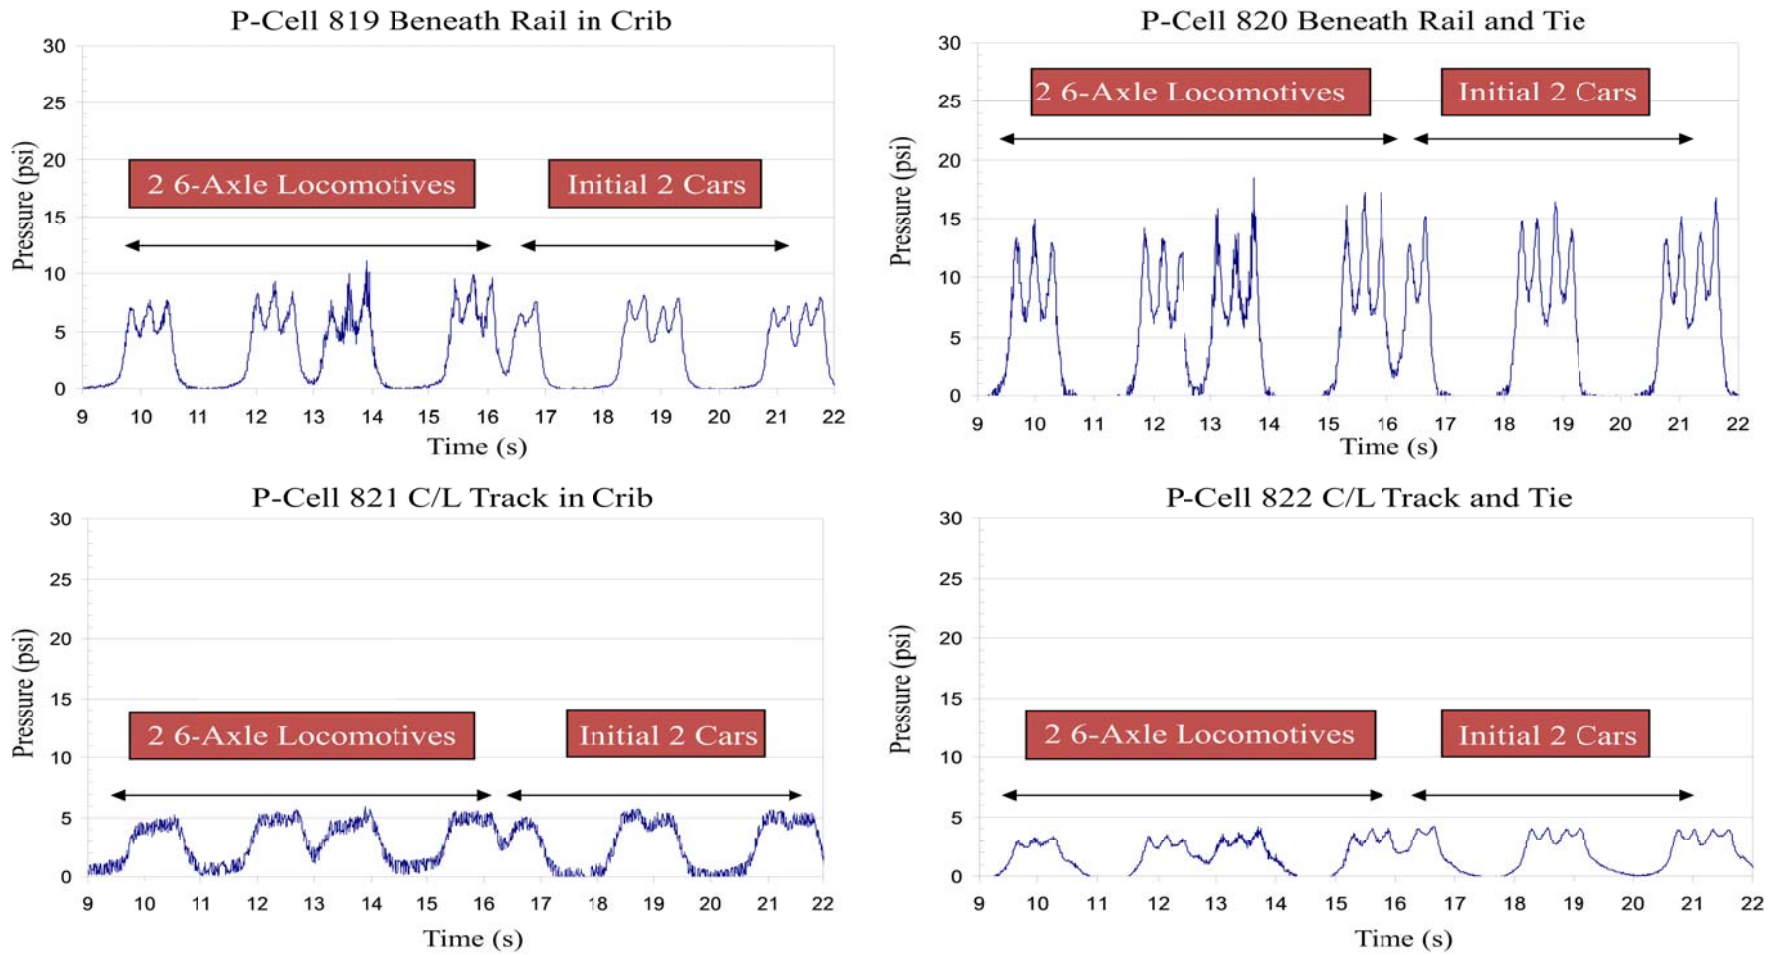 P-Cell 819 Beneath Rail in Crib
30
25
20
15
10
5
0
Pressure (psi)
2 6-Axle Locomotives
Initial 2 Cars
9 10 11 12 13 14 15 16 17 18 19 20 21 22
Time (s)
P-Cell 820 Beneath Rail and Tie
30
25
20
15
10
5
0
Pressure (psi)
2 6-Axle Locomotives
Initial 2 Cars
9 10 11 12 13 14 15 16 17 18 19 20 21 22
Time (s)
P-Cell 821 C/L Track in Crib
30
25
20
15
10
5
0
Pressure (psi)
2 6-Axle Locomotives
Initial 2 Cars
9 10 11 12 13 14 15 16 17 18 19 20 21 22
Time (s)
P-Cell 822 C/L Track and Tie
30
25
20
15
10
5
0
Pressure (psi)
2 6-Axle Locomotives
Initial 2 Cars
9 10 11 12 13 14 15 16 17 18 19 20 21 22
Time (s)